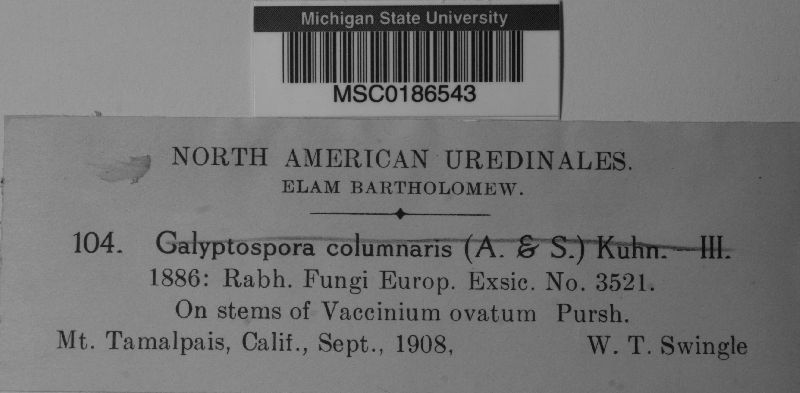 Michigan State University
MSC0186543
NORTH AMERICAN UREDINALES.
ELAM BARTHOLOMEW.
104. Calyptospora columnaris (A. & S.) Kuhn.—III.
1886: Rabh. Fungi Europ. Exsic. No. 3521.
On stems of Vaccinium ovatum Pursh.
Mt. Tamalpais, Calif., Sept., 1908, W. T. Swingle